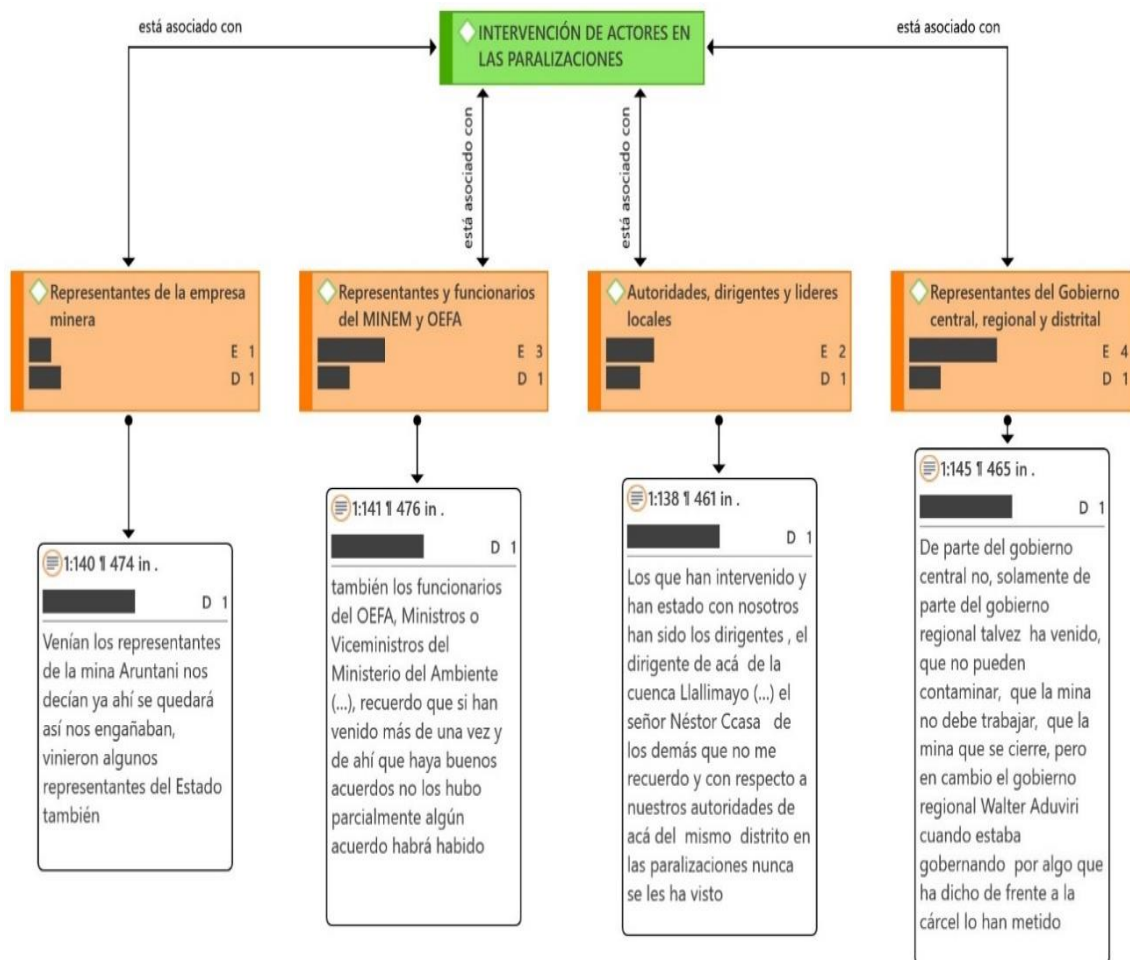 está asociado con
INTERVENCIÓN DE ACTORES EN
LAS PARALIZACIONES
está asociado con
está asociado con
está asociado con
Representantes de la empresa
minera
E 1
D 1
Representantes y funcionarios
del MINEM y OEFA
E 3
D 1
Autoridades, dirigentes y lideres
locales
E 2
D 1
Representantes del Gobierno
central, regional y distrital
E 4
D 1
1:140 ¶ 474 in .
D 1
Venían los representantes
de la mina Aruntani nos
decían ya ahí se quedará
así nos engañaban,
vinieron algunos
representantes del Estado
también
1:141 ¶ 476 in .
D 1
también los funcionarios
del OEFA, Ministros o
Viceministros del
Ministerio del Ambiente
(...), recuerdo que si han
venido más de una vez y
de ahí que haya buenos
acuerdos no los hubo
parcialmente algún
acuerdo habrá habido
1:138 ¶ 461 in .
D 1
Los que han intervenido y
han estado con nosotros
han sido los dirigentes , el
dirigente de acá de la
cuenca Llallimayo (...) el
señor Néstor Ccasa de
los demás que no me
recuerdo y con respecto a
nuestros autoridades de
acá del mismo distrito en
las paralizaciones nunca
se les ha visto
1:145 ¶ 465 in .
D 1
De parte del gobierno
central no, solamente de
parte del gobierno
regional talvez ha venido,
que no pueden
contaminar, que la mina
no debe trabajar, que la
mina que se cierre, pero
en cambio el gobierno
regional Walter Aduviri
cuando estaba
gobernando por algo que
ha dicho de frente a la
cárcel lo han metido